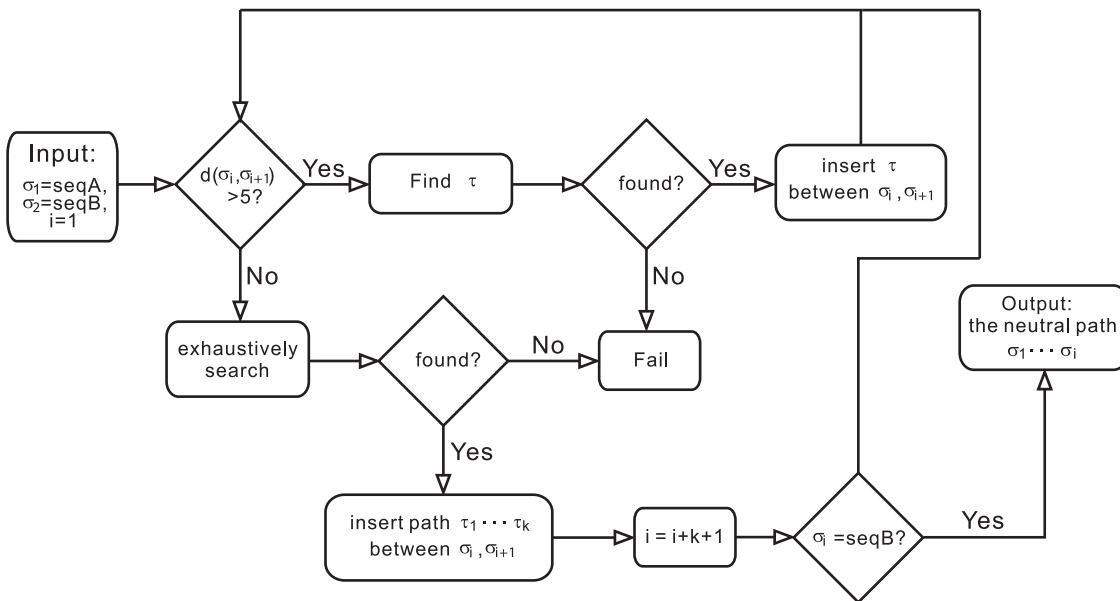 Input:
σ₁=seqA,
σ₂=seqB,
i=1
d(σᵢ,σᵢ₊₁)
>5?
Yes
Find τ
found?
Yes
insert τ
between σᵢ,σᵢ₊₁
No
No
exhaustively
search
found?
No
Fail
Output:
the neutral path
σ₁··· σᵢ
Yes
insert path τ₁··· τₖ
between σᵢ,σᵢ₊₁
i = i+k+1
σᵢ =seqB?
Yes